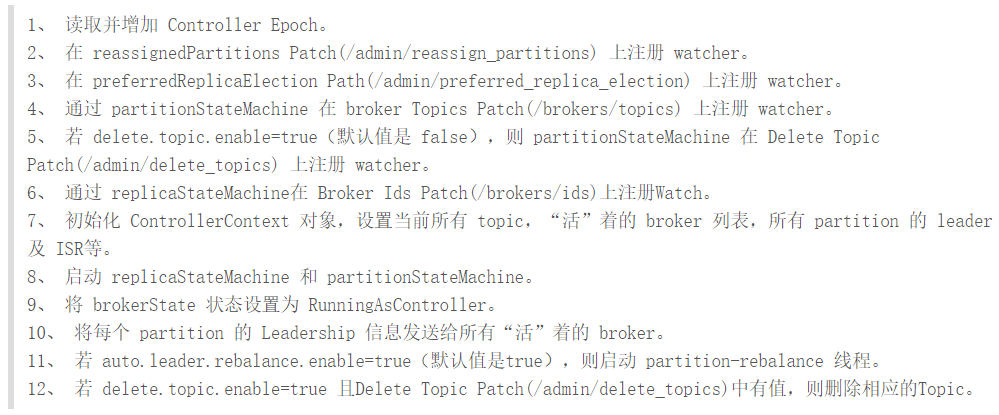 1、 读取并增加 Controller Epoch。
2、 在 reassignedPartitions Patch(/admin/reassign_partitions) 上注册 watcher。
3、 在 preferredReplicaElection Path(/admin/preferred_replica_election) 上注册 watcher。
4、 通过 partitionStateMachine 在 broker Topics Patch(/brokers/topics) 上注册 watcher。
5、 若 delete.topic.enable=true（默认值是 false），则 partitionStateMachine 在 Delete Topic
Patch(/admin/delete_topics) 上注册 watcher。
6、 通过 replicaStateMachine在 Broker Ids Patch(/brokers/ids)上注册Watch。
7、 初始化 ControllerContext 对象，设置当前所有 topic，“活”着的 broker 列表，所有 partition 的 leader
及 ISR等。
8、 启动 replicaStateMachine 和 partitionStateMachine。
9、 将 brokerState 状态设置为 RunningAsController。
10、 将每个 partition 的 Leadership 信息发送给所有“活”着的 broker。
11、 若 auto.leader.rebalance.enable=true（默认值是true），则启动 partition-rebalance 线程。
12、 若 delete.topic.enable=true 且Delete Topic Patch(/admin/delete_topics)中有值，则删除相应的Topic。